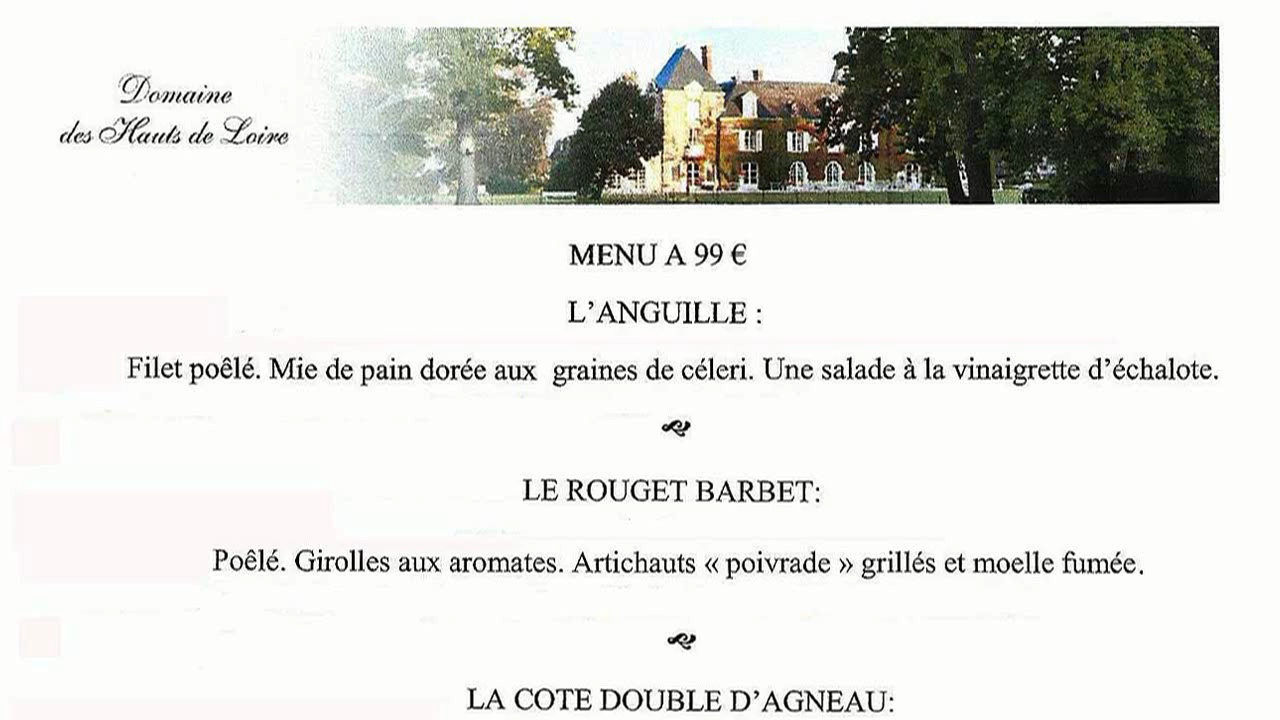 Domaine
des Hauts de Loire
MENU A 99 €
L'ANGUILLE :
Filet poêlé. Mie de pain dorée aux graines de céleri. Une salade à la vinaigrette d'échalote.
LE ROUGET BARBET:
Poêlé. Girolles aux aromates. Artichauts « poivrade » grillés et moelle fumée.
LA COTE DOUBLE D'AGNEAU: